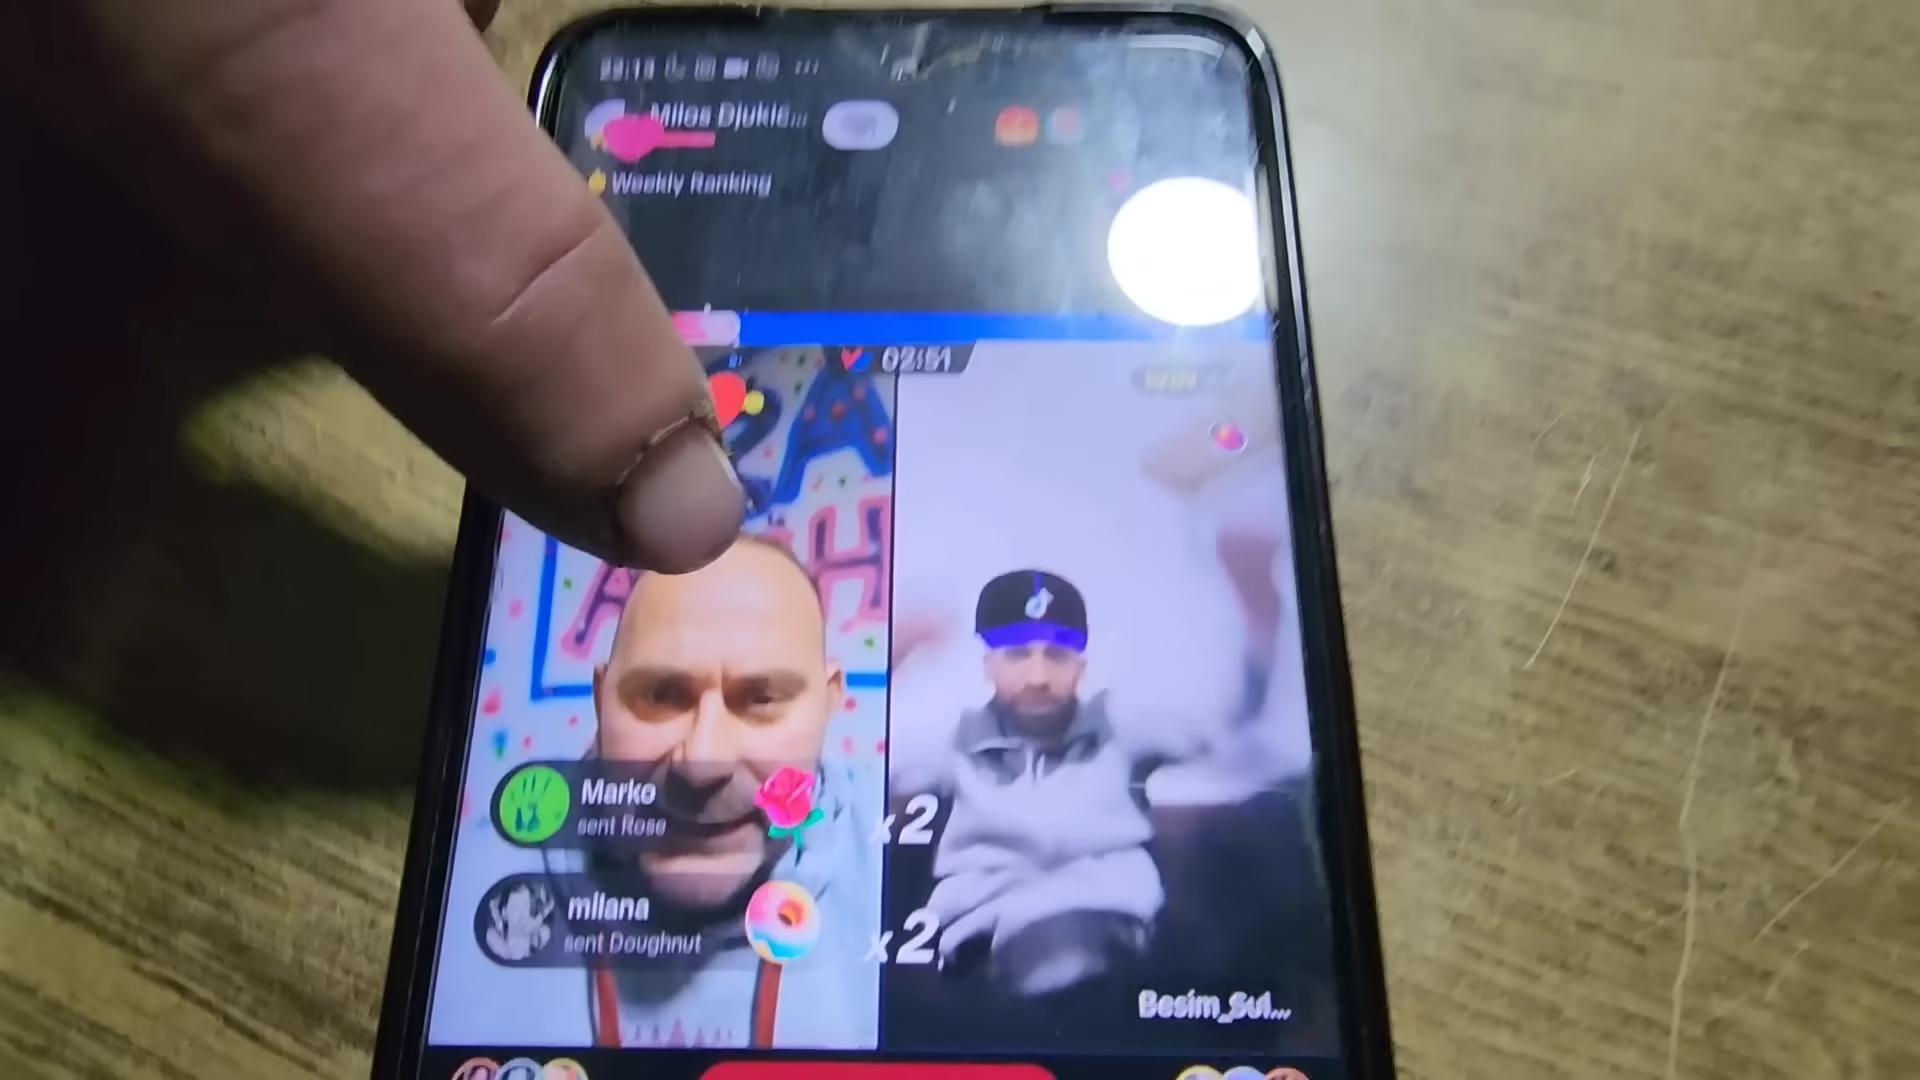 Milos Djukic...
Weekly Ranking
02:51
Marko
sent Rose
x2
milana
sent Doughnut
x2
Besim_Sul...